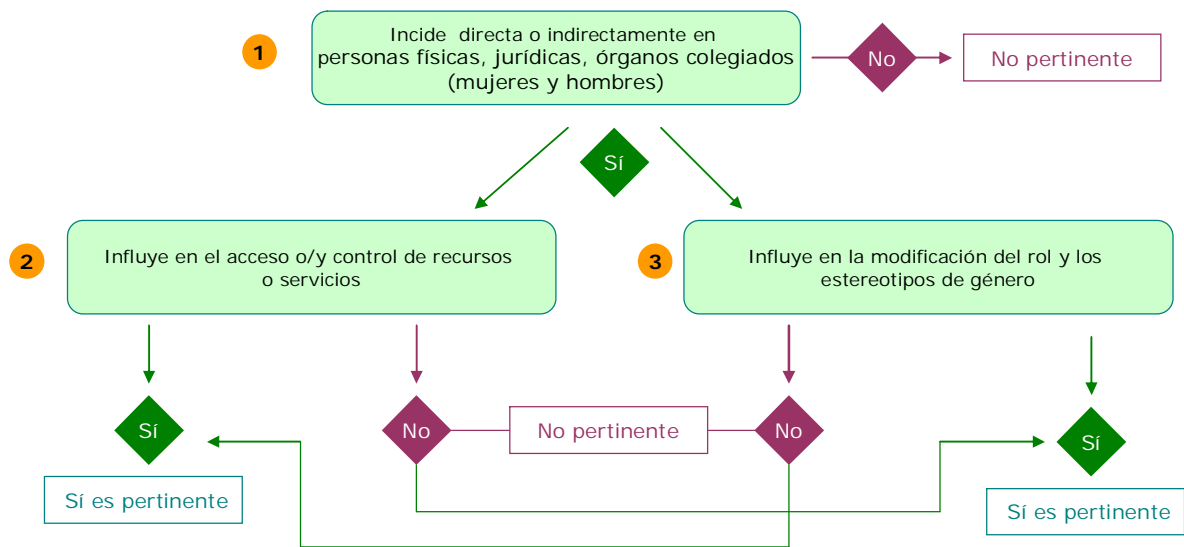 1
Incide directa o indirectamente en
personas físicas, jurídicas, órganos colegiados
(mujeres y hombres)
No
No pertinente
Sí
2
Influye en el acceso o/y control de recursos
o servicios
3
Influye en la modificación del rol y los
estereotipos de género
Sí
No
No pertinente
No
Sí
Sí es pertinente
Sí es pertinente